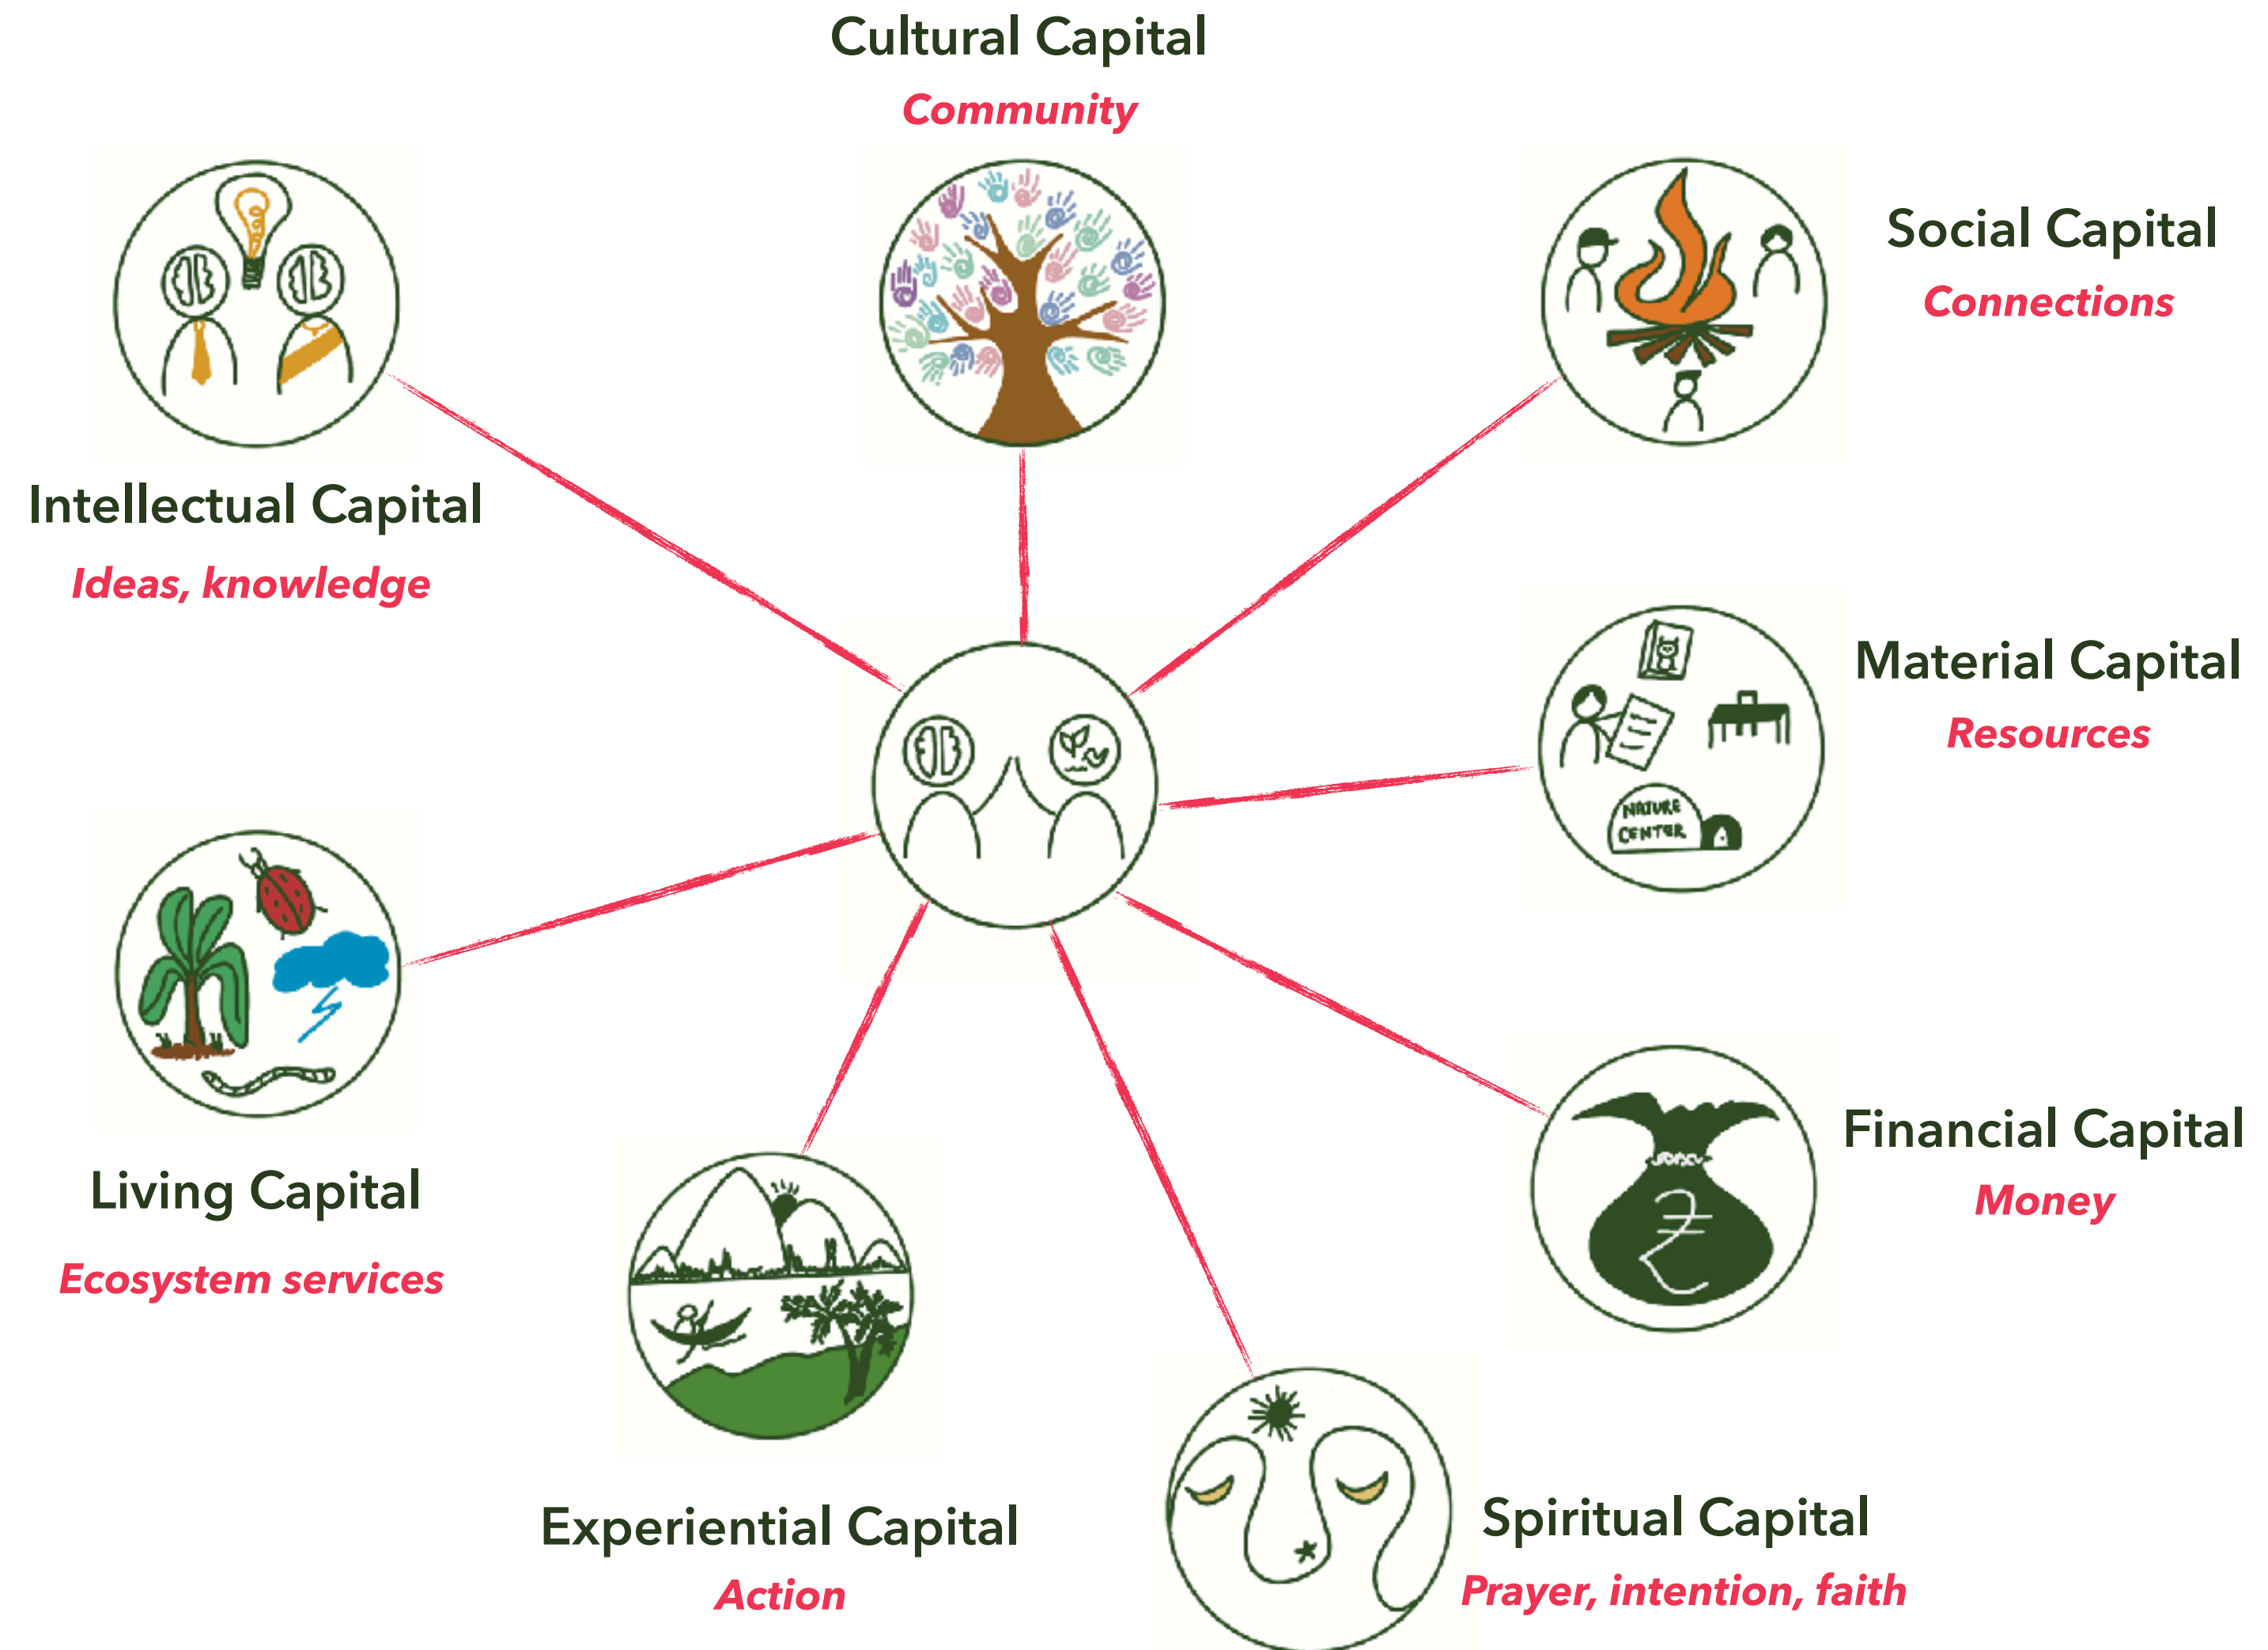 Cultural Capital
Community
Social Capital
Connections
Intellectual Capital
Ideas, knowledge
Material Capital
Resources
NATURE
CENTER
Living Capital
Ecosystem services
Financial Capital
Money
₹
Experiential Capital
Action
Spiritual Capital
Prayer, intention, faith